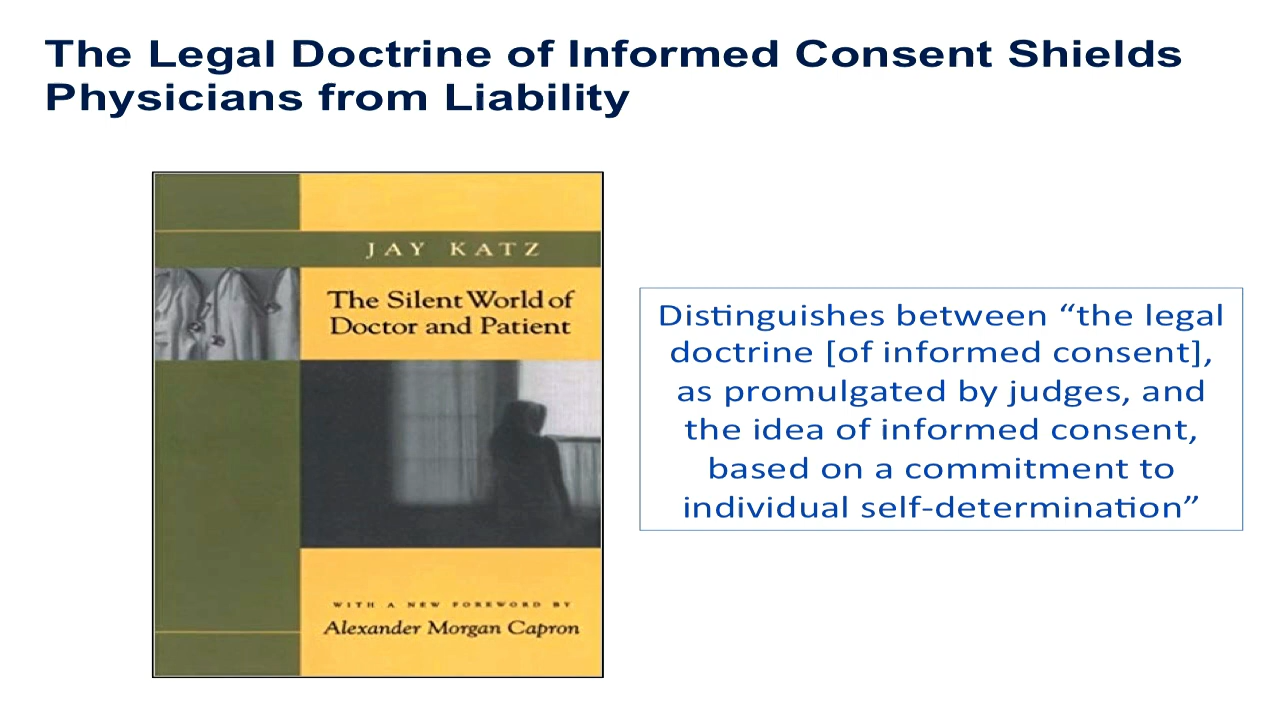 The Legal Doctrine of Informed Consent Shields
Physicians from Liability
JAY KATZ
The Silent World of
Doctor and Patient
WITH A NEW FOREWORD BY
Alexander Morgan Capron
Distinguishes between “the legal
doctrine [of informed consent],
as promulgated by judges, and
the idea of informed consent,
based on a commitment to
individual self-determination”